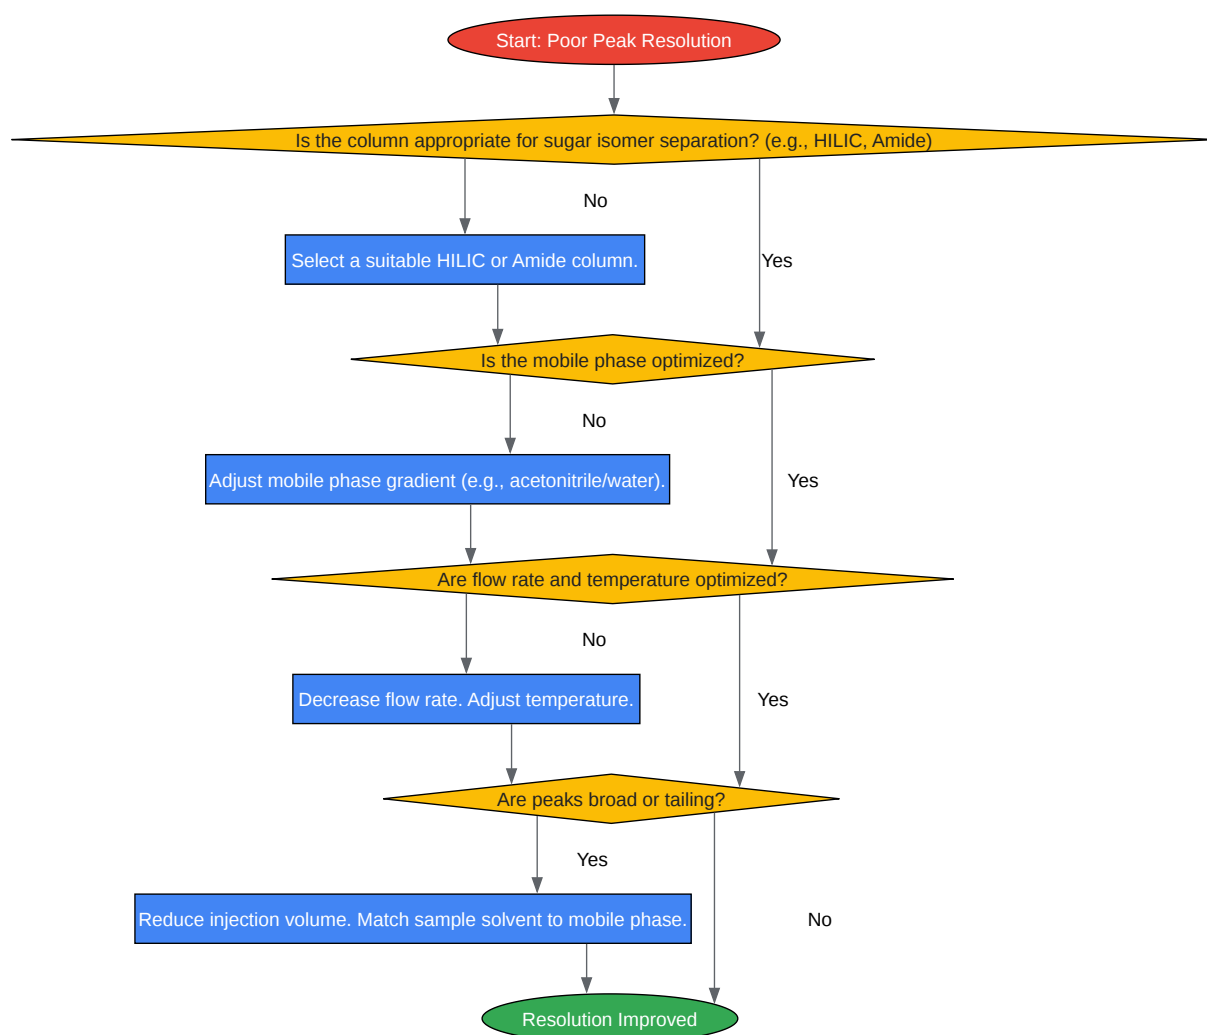 Start: Poor Peak Resolution
Is the column appropriate for sugar isomer separation? (e.g., HILIC, Amide)
No
Select a suitable HILIC or Amide column.
Yes
Is the mobile phase optimized?
No
Adjust mobile phase gradient (e.g., acetonitrile/water).
Yes
Are flow rate and temperature optimized?
No
Decrease flow rate. Adjust temperature.
Yes
Are peaks broad or tailing?
Yes
Reduce injection volume. Match sample solvent to mobile phase.
No
Resolution Improved